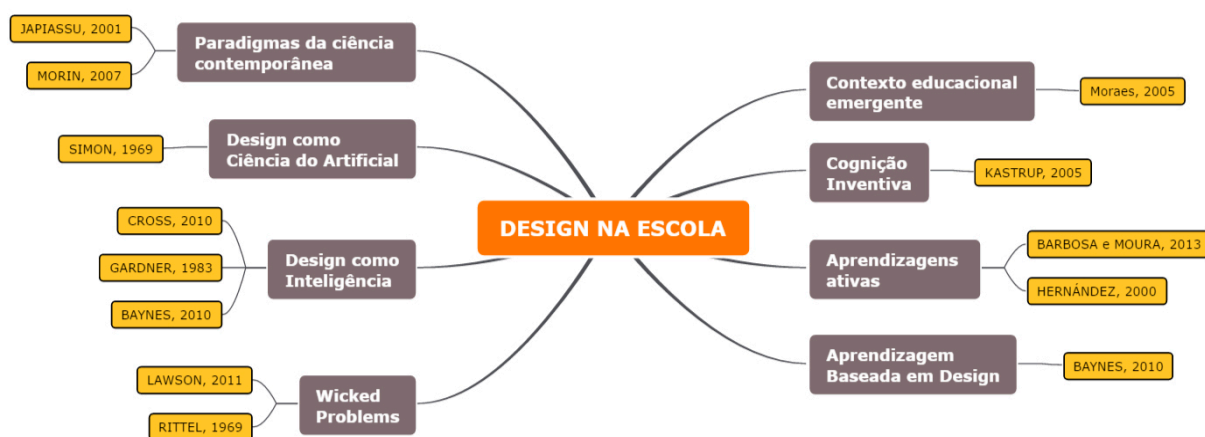 JAPIASSU, 2001
MORIN, 2007
Paradigmas da ciência
contemporânea
SIMON, 1969
Design como
Ciência do Artificial
CROSS, 2010
GARDNER, 1983
BAYNES, 2010
Design como
Inteligência
LAWSON, 2011
RITTEL, 1969
Wicked
Problems
DESIGN NA ESCOLA
Contexto educacional
emergente
Moraes, 2005
Cognição
Inventiva
KASTRUP, 2005
Aprendizagens
ativas
BARBOSA e MOURA, 2013
HERNÁNDEZ, 2000
Aprendizagem
Baseada em Design
BAYNES, 2010